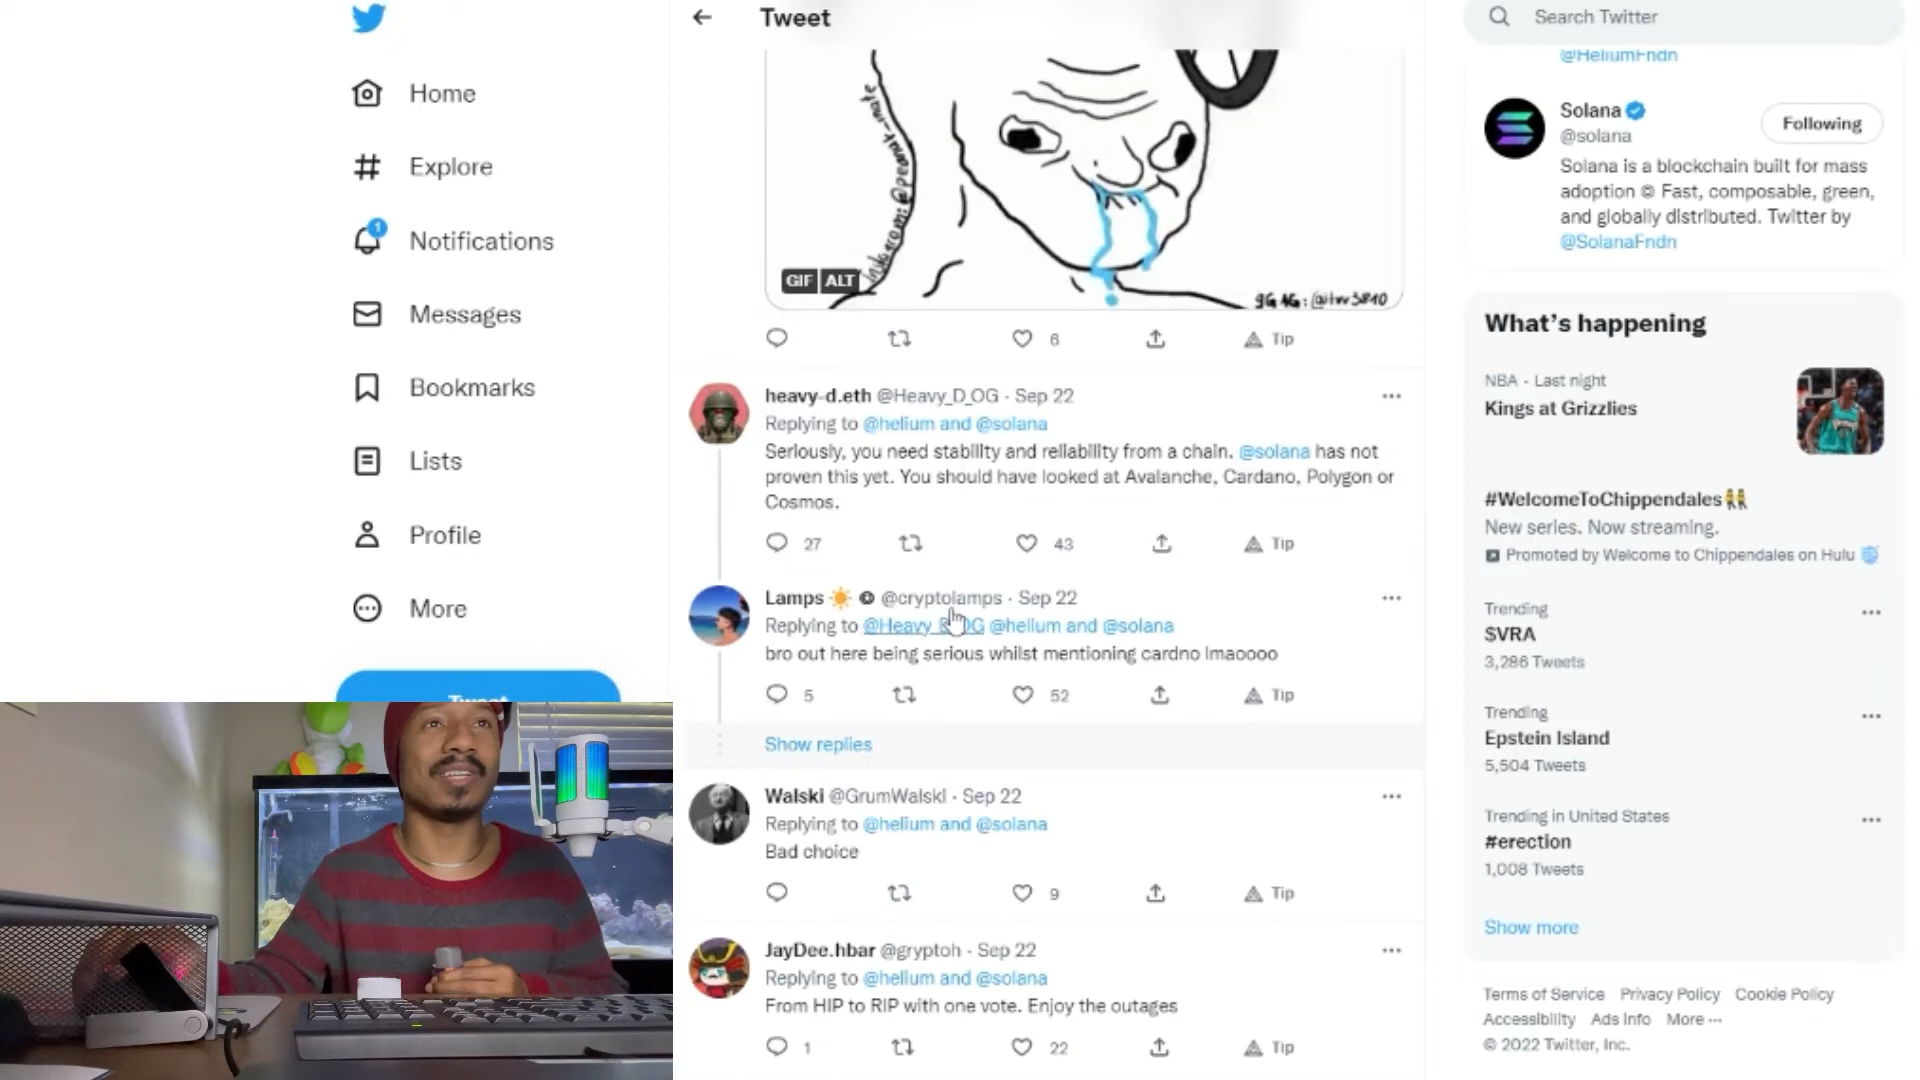 Tweet
Search Twitter
Home
Explore
1
Notifications
Messages
Bookmarks
Lists
Profile
More
Tweet
Instagram: @peanut_inate
GIF ALT
9GAG: @tvv3810
6
Tip
heavy-d.eth @Heavy_D_OG · Sep 22
Replying to @helium and @solana
Seriously, you need stability and reliability from a chain. @solana has not
proven this yet. You should have looked at Avalanche, Cardano, Polygon or
Cosmos.
27
43
Tip
Lamps @cryptolamps · Sep 22
Replying to @Heavy_D_OG @helium and @solana
bro out here being serious whilst mentioning cardno lmaoooo
5
52
Tip
Show replies
Walski @GrumWalski · Sep 22
Replying to @helium and @solana
Bad choice
9
Tip
JayDee.hbar @gryptoh · Sep 22
Replying to @helium and @solana
From HIP to RIP with one vote. Enjoy the outages
1
22
Tip
@HeliumFndn
Solana
Following
@solana
Solana is a blockchain built for mass
adoption Fast, composable, green,
and globally distributed. Twitter by
@SolanaFndn
What's happening
NBA · Last night
Kings at Grizzlies
#WelcomeToChippendales
New series. Now streaming.
Promoted by Welcome to Chippendales on Hulu
Trending
$VRA
3,286 Tweets
Trending
Epstein Island
5,504 Tweets
Trending in United States
#erection
1,008 Tweets
Show more
Terms of Service Privacy Policy Cookie Policy
Accessibility Ads info More ···
© 2022 Twitter, Inc.